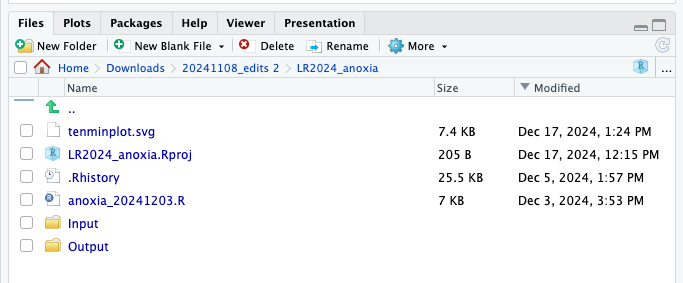 Files Plots Packages Help Viewer Presentation
New Folder New Blank File Delete Rename More
Home Downloads 20241108_edits 2 LR2024_anoxia R ...
Name Size Modified
..
tenminplot.svg 7.4 KB Dec 17, 2024, 1:24 PM
LR2024_anoxia.Rproj 205 B Dec 17, 2024, 12:15 PM
.Rhistory 25.5 KB Dec 5, 2024, 1:57 PM
anoxia_20241203.R 7 KB Dec 3, 2024, 3:53 PM
Input
Output